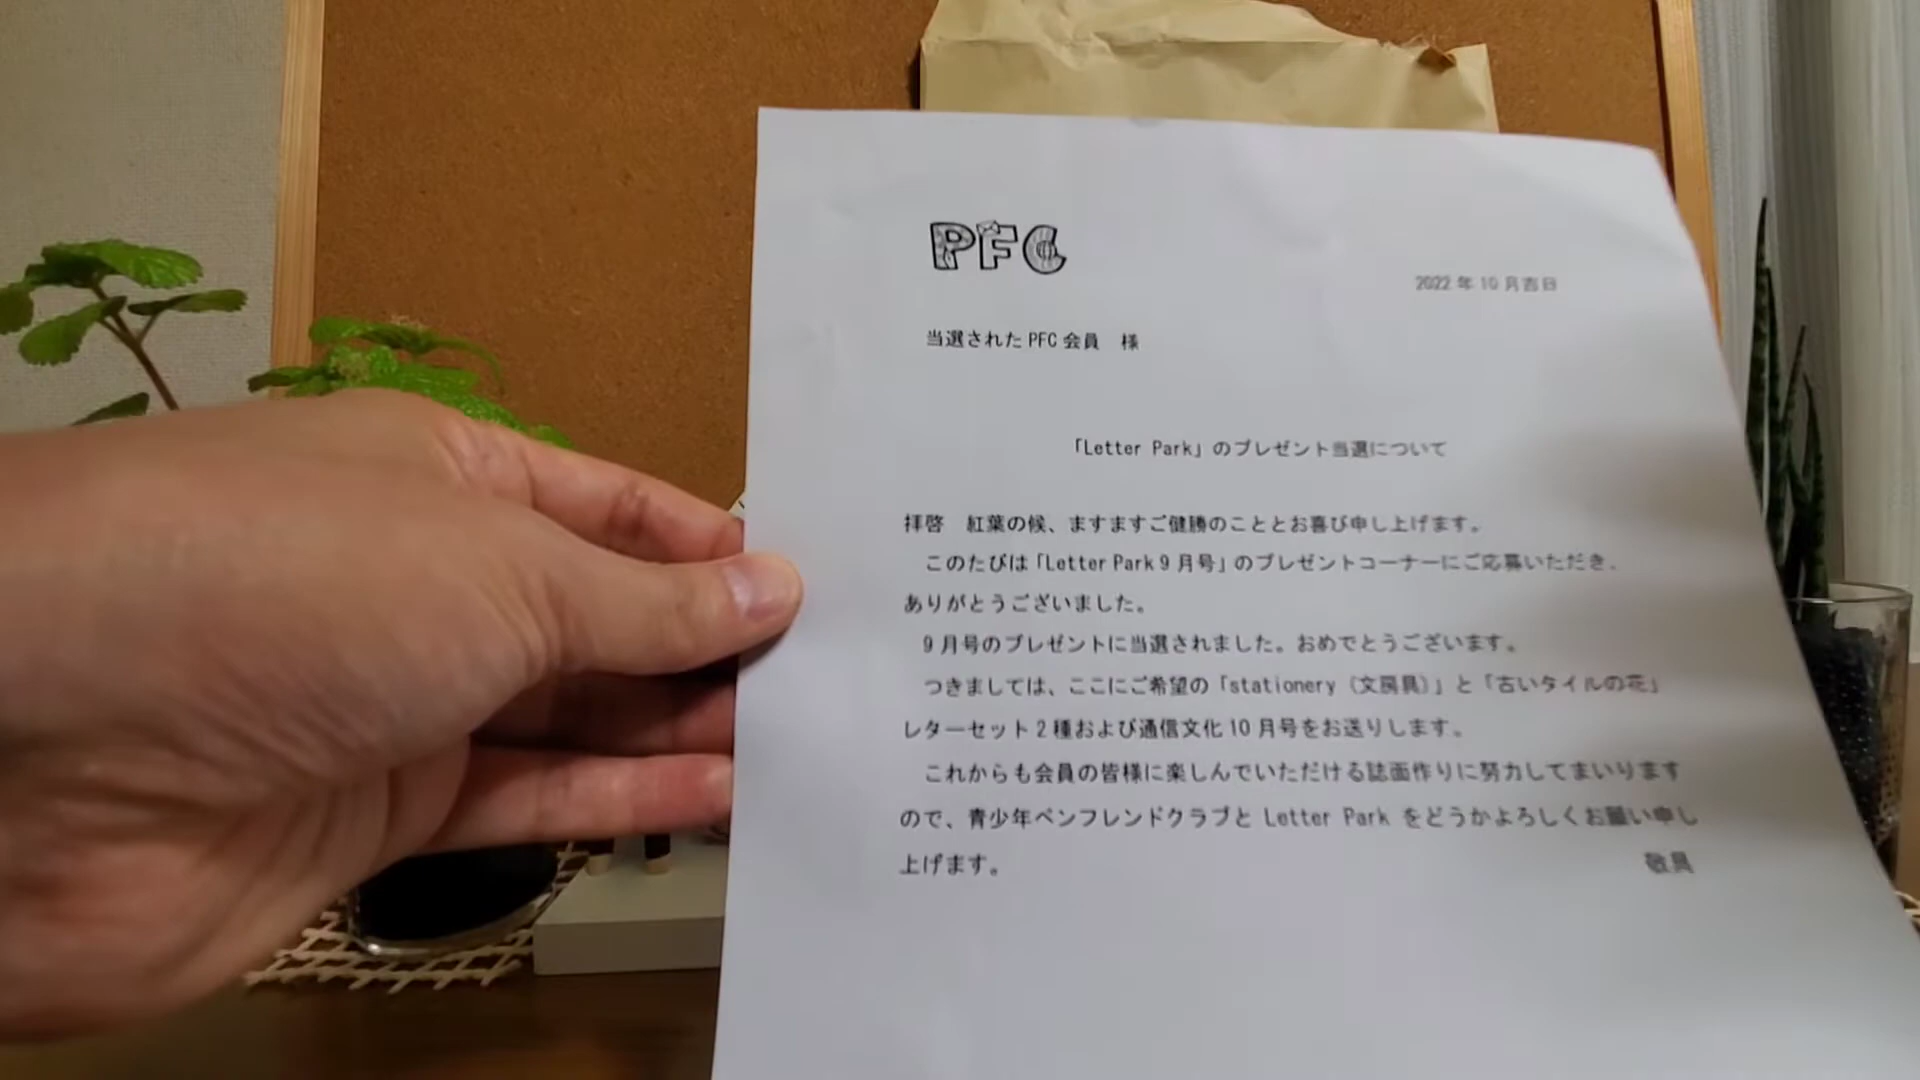 PFC
2022年10月吉日
当選されたPFC会員 様
「Letter Park」のプレゼント当選について
拝啓 紅葉の候、ますますご健勝のこととお喜び申し上げます。
このたびは「Letter Park 9月号」のプレゼントコーナーにご応募いただき、
ありがとうございました。
9月号のプレゼントに当選されました。おめでとうございます。
つきましては、ここにご希望の「stationery（文房具）」と「古いタイルの花」
レターセット2種および通信文化10月号をお送りします。
これからも会員の皆様に楽しんでいただける誌面作りに努力してまいります
ので、青少年ペンフレンドクラブと Letter Park をどうかよろしくお願い申し
上げます。 敬具